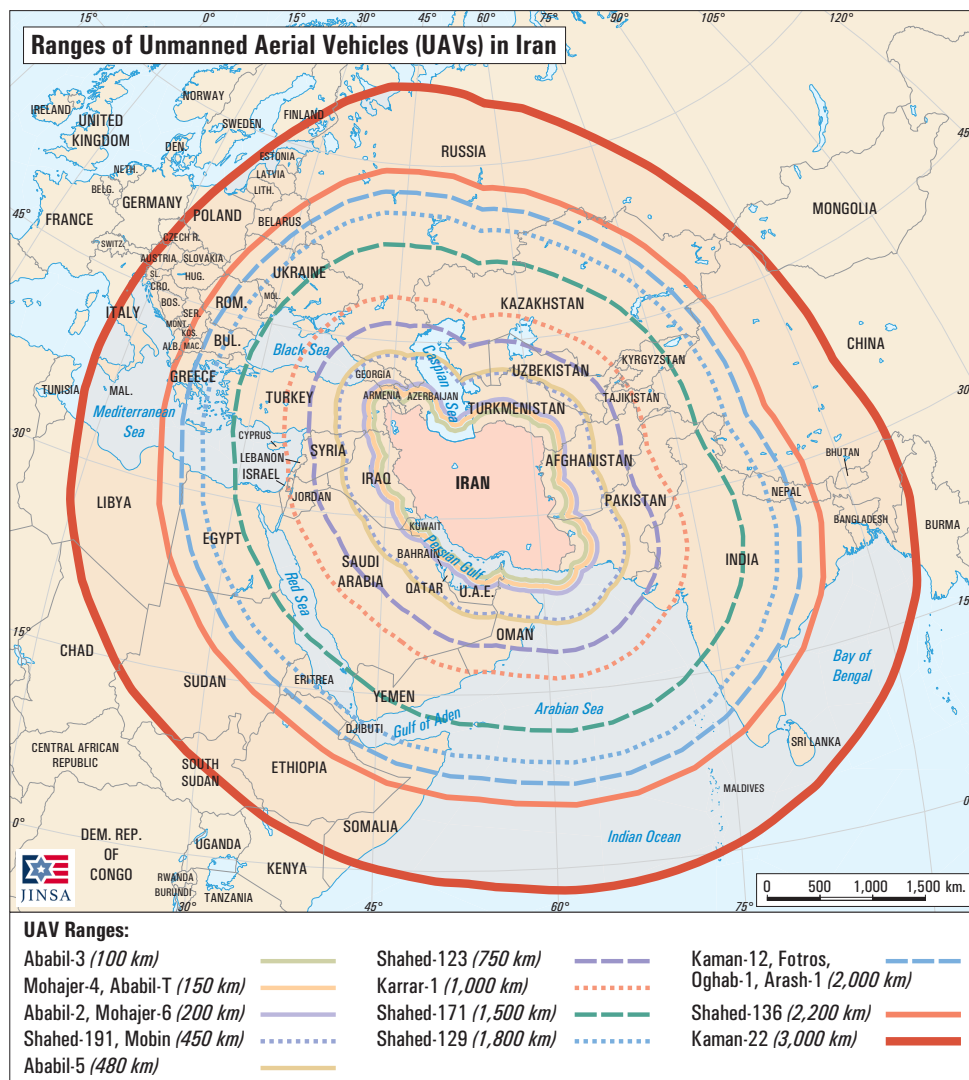 15°
0°
15°
30°
45°
60°
75°
90°
105°
120°
Ranges of Unmanned Aerial Vehicles (UAVs) in Iran
NORWAY
FINLAND
IRELAND
UNITED
KINGDOM
SWEDEN
DEN.
45°
RUSSIA
ESTONIA
LATVIA
LITH.
NETH.
BELG.
GERMANY
POLAND
BELARUS
MONGOLIA
45°
FRANCE
SWITZ.
CZECH R.
AUSTRIA
SLOVAKIA
SL.
HUG.
CRO.
UKRAINE
MOL.
BOS.
ROM.
SER.
ITALY
MONT.
KOS.
ALB.
MAC.
BUL.
KAZAKHSTAN
CHINA
Black Sea
Caspian
Sea
KYRGYZSTAN
UZBEKISTAN
GEORGIA
GREECE
TUNISIA
MAL.
Mediterranean
Sea
TURKEY
ARMENIA
AZERBAIJAN
TURKMENISTAN
TAJIKISTAN
30°
30°
CYPRUS
LEBANON
ISRAEL
SYRIA
AFGHANISTAN
BHUTAN
IRAQ
IRAN
JORDAN
PAKISTAN
NEPAL
LIBYA
BANGLADESH
BURMA
KUWAIT
EGYPT
Persian Gulf
BAHRAIN
SAUDI
ARABIA
QATAR
U.A.E.
INDIA
Red Sea
15°
15°
OMAN
CHAD
Bay of
Bengal
SUDAN
ERITREA
YEMEN
Arabian Sea
DJIBUTI
Gulf of Aden
SRI LANKA
CENTRAL AFRICAN
REPUBLIC
SOUTH
SUDAN
ETHIOPIA
MALDIVES
0°
0°
SOMALIA
DEM. REP.
OF
CONGO
UGANDA
Indian Ocean
KENYA
RWANDA
BURUNDI
TANZANIA
JINSA
0
500
1,000
1,500 km.
30°
45°
60°
75°
UAV Ranges:
Ababil-3 (100 km)
Mohajer-4, Ababil-T (150 km)
Ababil-2, Mohajer-6 (200 km)
Shahed-191, Mobin (450 km)
Ababil-5 (480 km)
Shahed-123 (750 km)
Karrar-1 (1,000 km)
Shahed-171 (1,500 km)
Shahed-129 (1,800 km)
Kaman-12, Fotros,
Oghab-1, Arash-1 (2,000 km)
Shahed-136 (2,200 km)
Kaman-22 (3,000 km)